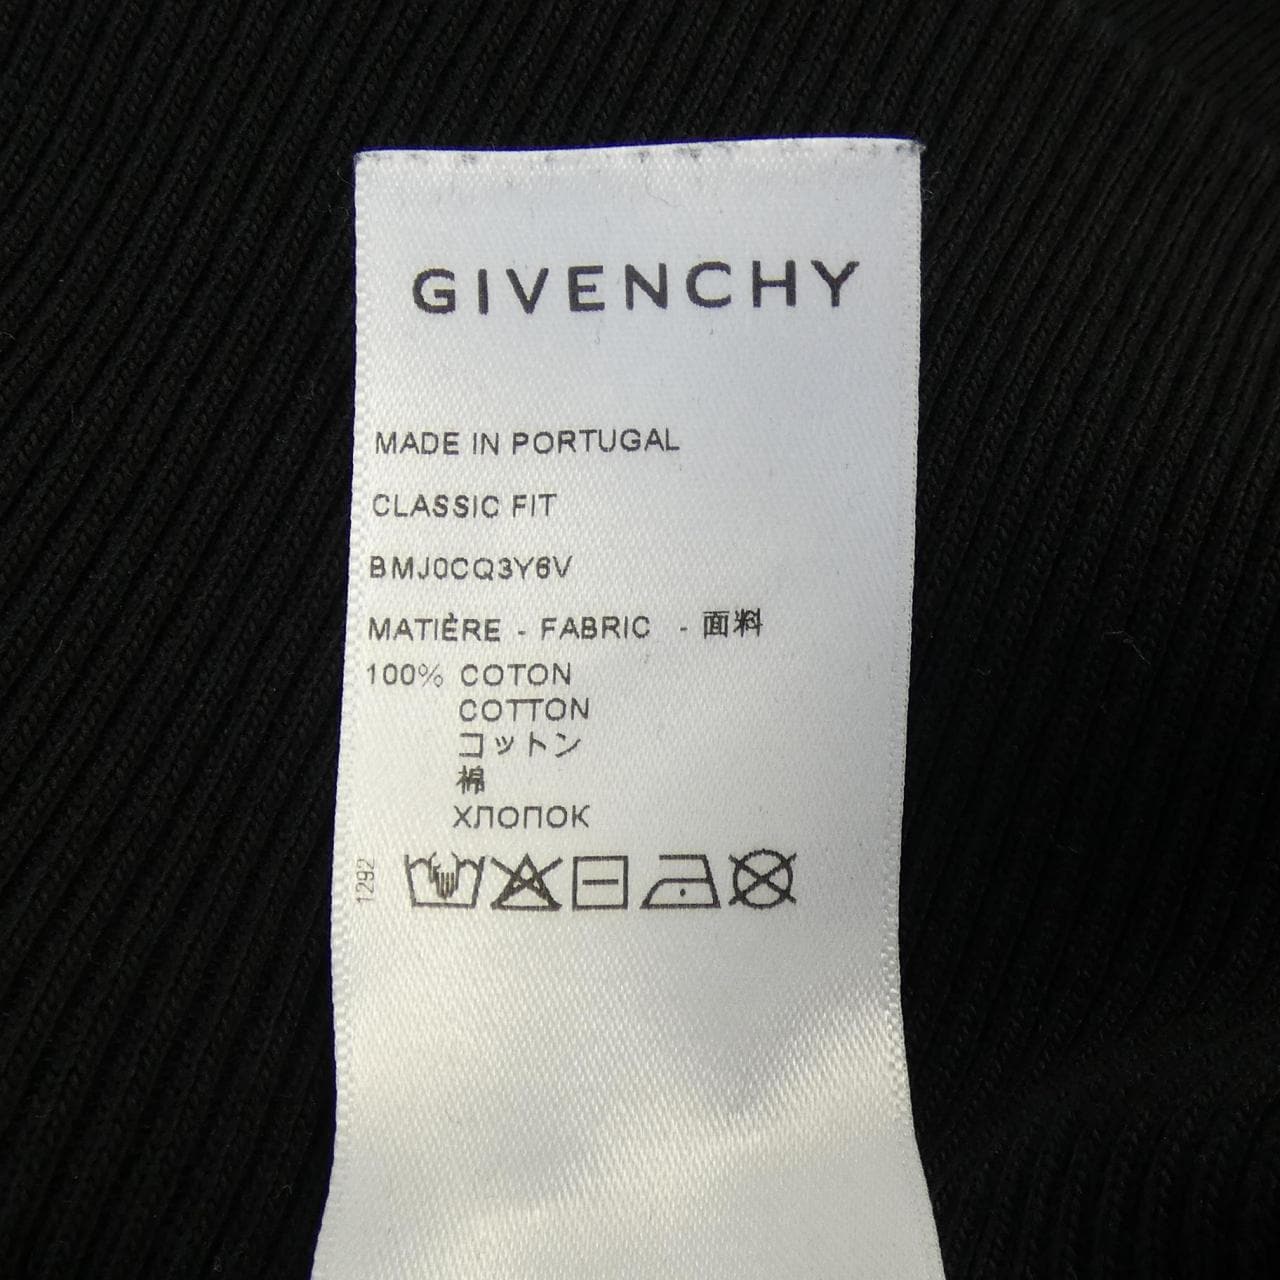 GIVENCHY
MADE IN PORTUGAL
CLASSIC FIT
BMJ0CQ3Y6V
MATIÈRE - FABRIC - 面料
100% COTON
COTTON
コットン
棉
ХЛОПОК
1292